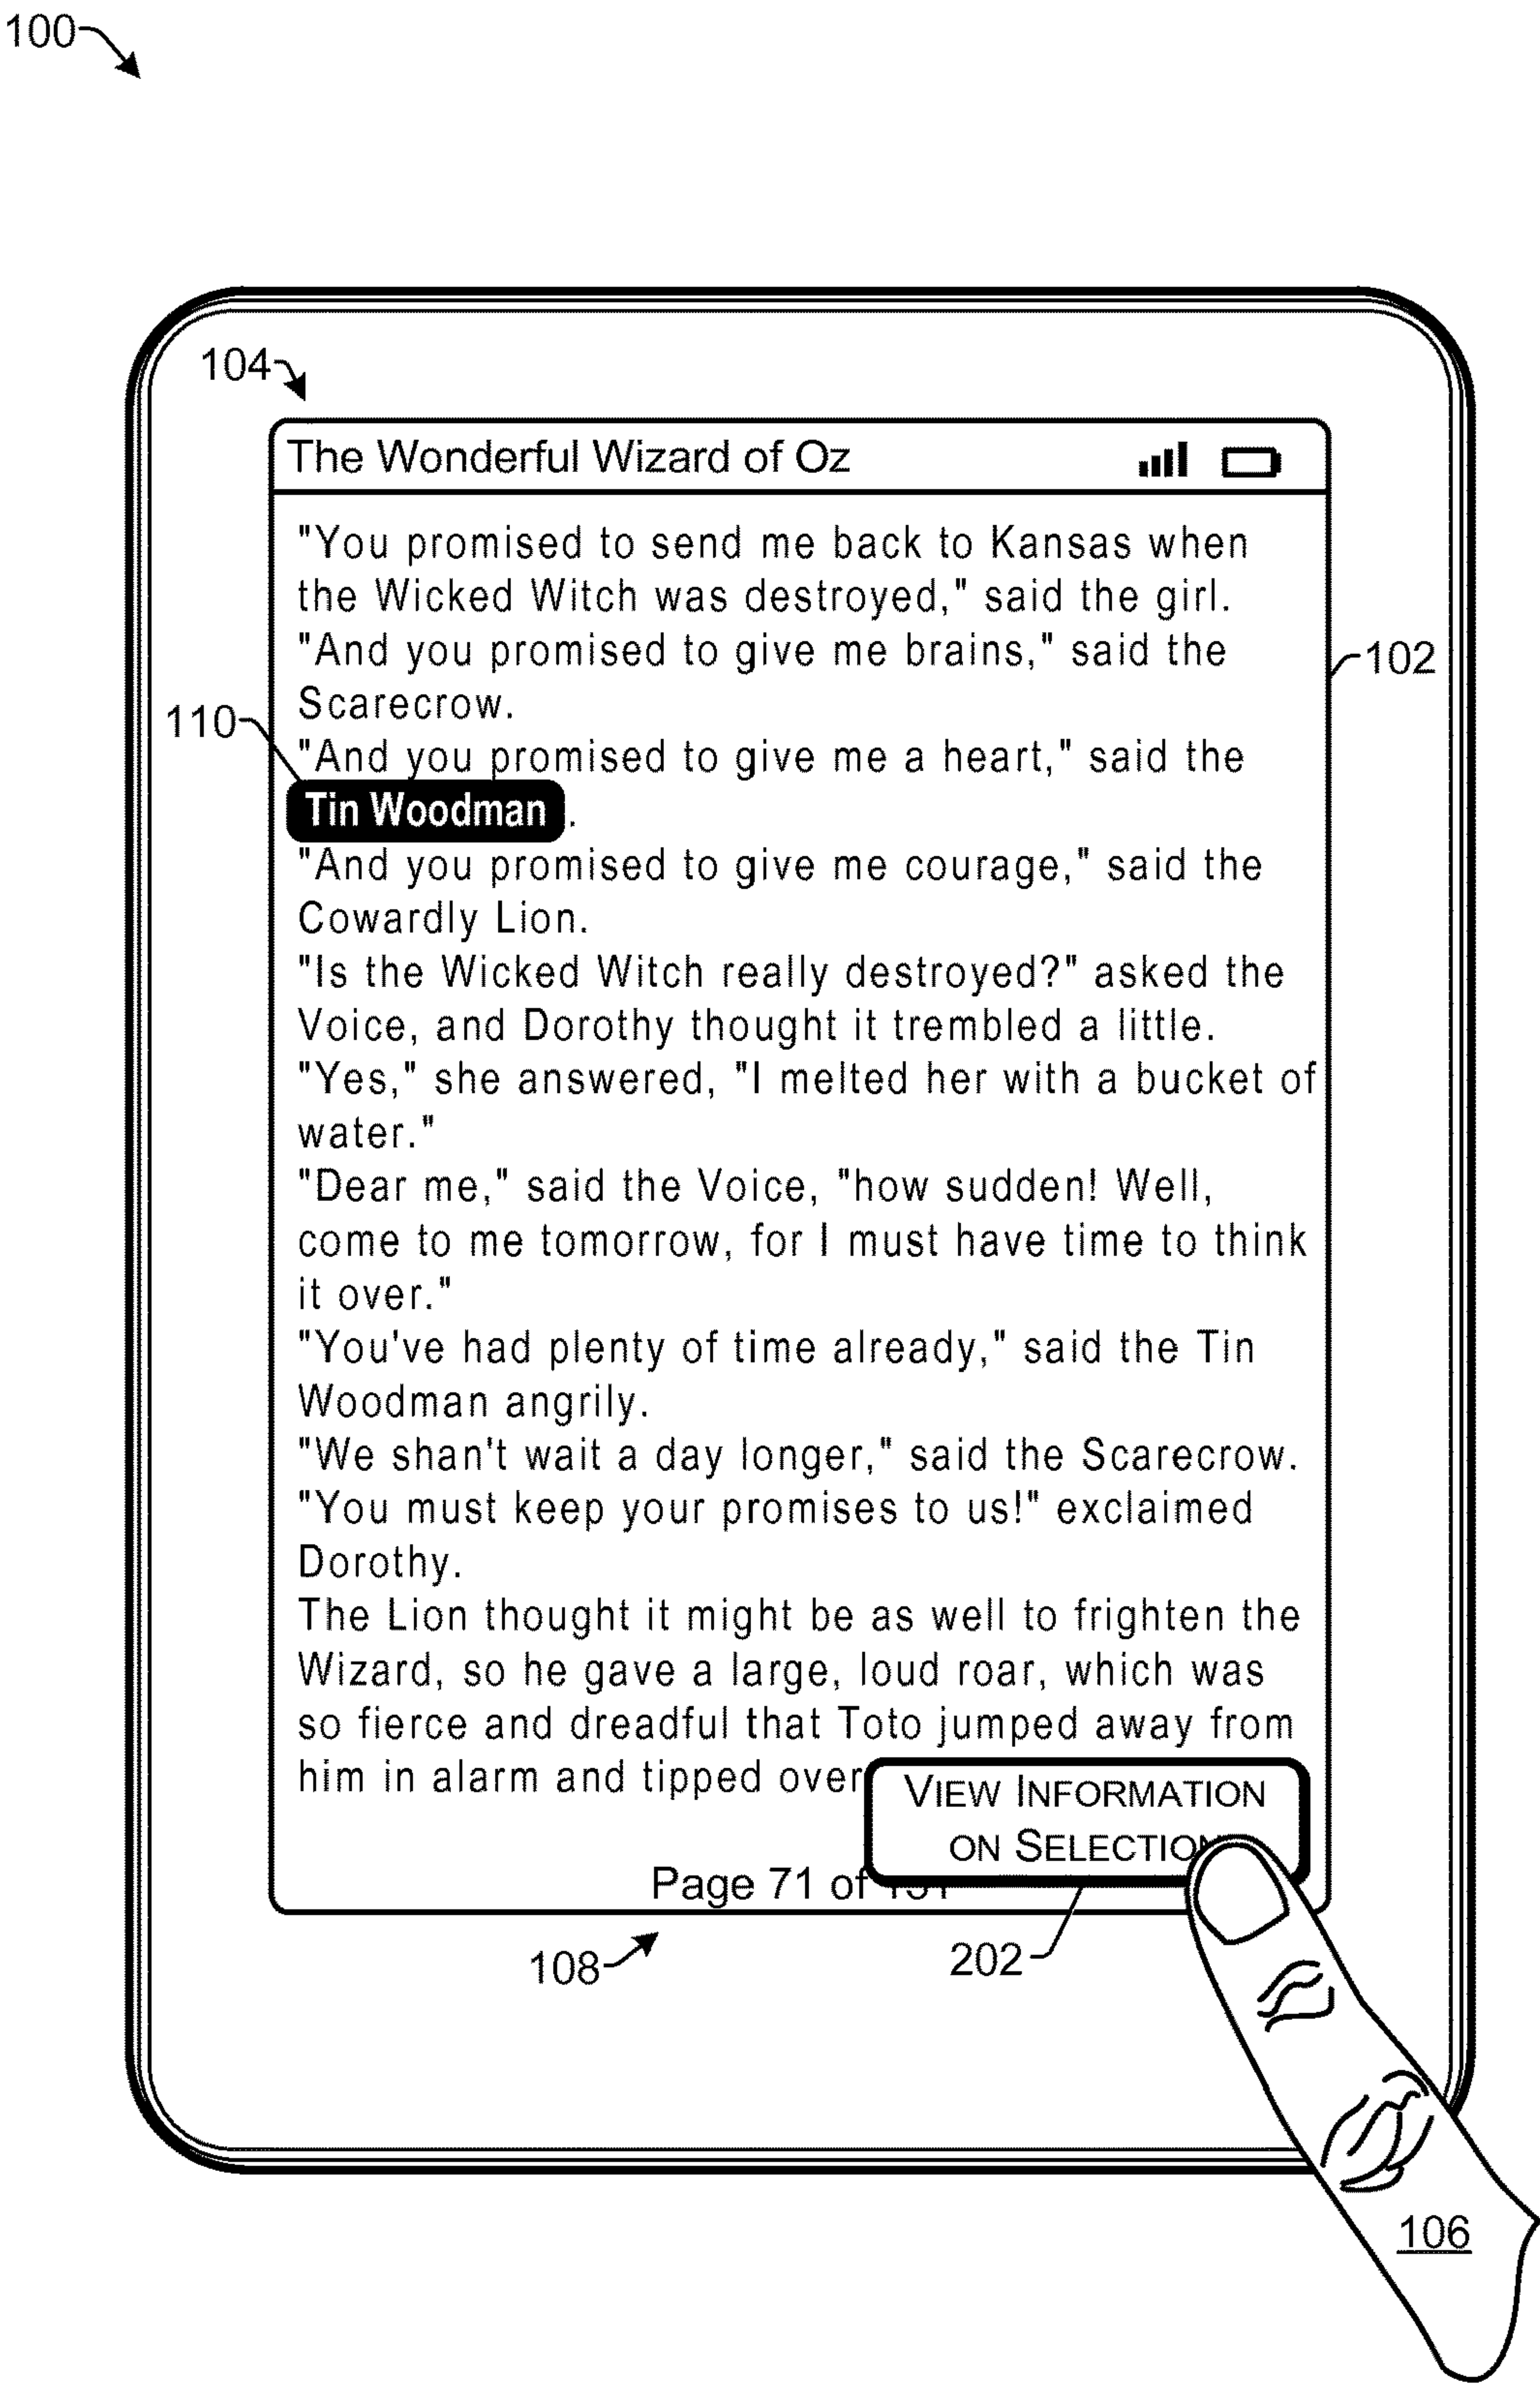 100
104
The Wonderful Wizard of Oz
"You promised to send me back to Kansas when
the Wicked Witch was destroyed," said the girl.
"And you promised to give me brains," said the
102
Scarecrow.
110
"And you promised to give me a heart," said the
Tin Woodman.
"And you promised to give me courage," said the
Cowardly Lion.
"Is the Wicked Witch really destroyed?" asked the
Voice, and Dorothy thought it trembled a little.
"Yes," she answered, "I melted her with a bucket of
water."
"Dear me," said the Voice, "how sudden! Well,
come to me tomorrow, for I must have time to think
it over."
"You've had plenty of time already," said the Tin
Woodman angrily.
"We shan't wait a day longer," said the Scarecrow.
"You must keep your promises to us!" exclaimed
Dorothy.
The Lion thought it might be as well to frighten the
Wizard, so he gave a large, loud roar, which was
so fierce and dreadful that Toto jumped away from
him in alarm and tipped over
VIEW INFORMATION
ON
Page 71 of
108
202
106